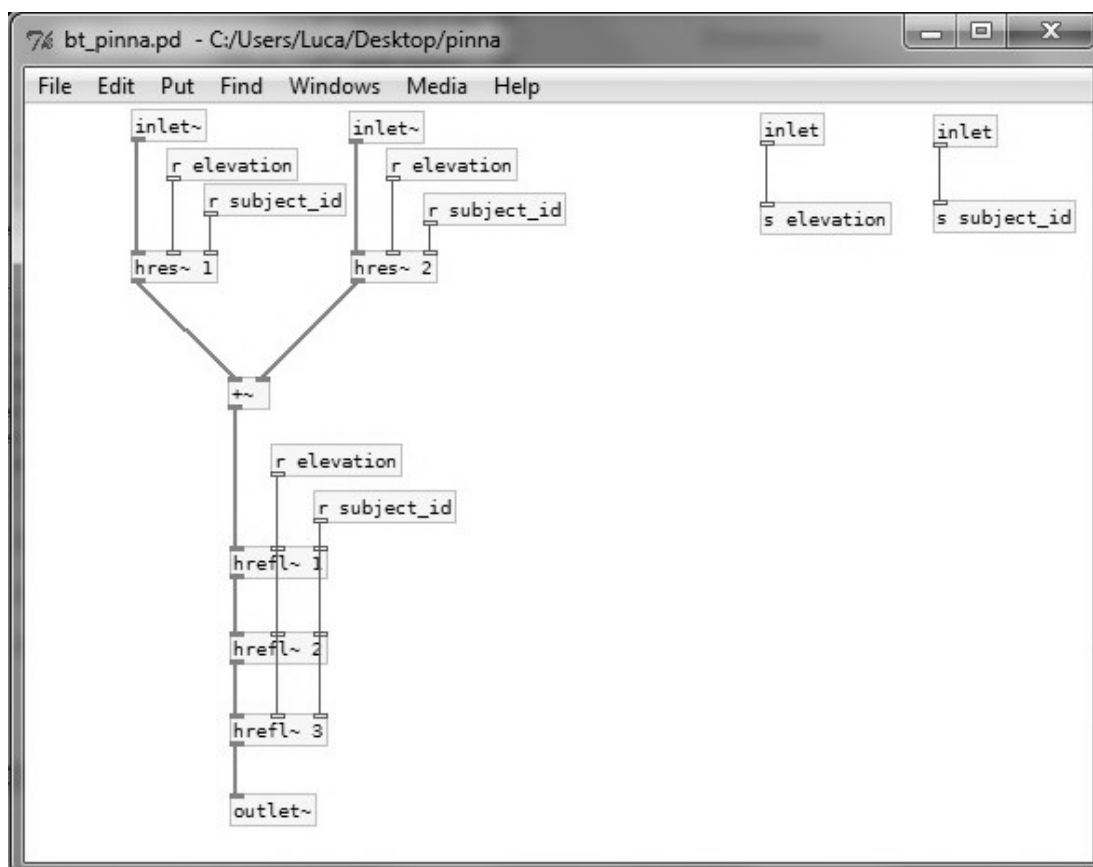 bt_pinna.pd - C:/Users/Luca/Desktop/pinna
File Edit Put Find Windows Media Help
inlet~ inlet~ inlet inlet
r elevation r elevation
r subject_id r subject_id s elevation s subject_id
hres~ 1 hres~ 2
+~
r elevation
r subject_id
hrefl~ 1
hrefl~ 2
hrefl~ 3
outlet~